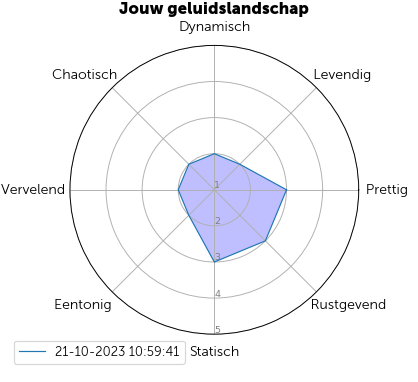 Jouw geluidslandschap
Dynamisch
Chaotisch
Levendig
Vervelend
Prettig
1
2
3
4
5
Eentonig
Rustgevend
21-10-2023 10:59:41
Statisch